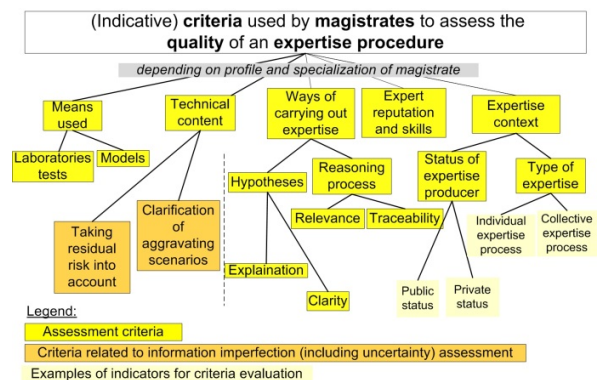 (Indicative) criteria used by magistrates to assess the
quality of an expertise procedure
depending on profile and specialization of magistrate
Means
used
Technical
content
Ways of
carrying out
expertise
Expert
reputation
and skills
Expertise
context
Laboratories
tests
Models
Hypotheses
Reasoning
process
Status of
expertise
producer
Type of
expertise
Taking
residual
risk into
account
Clarification
of
aggravating
scenarios
Relevance
Traceability
Individual
expertise
process
Collective
expertise
process
Explaination
Clarity
Public
status
Private
status
Legend:
Assessment criteria
Criteria related to information imperfection (including uncertainty) assessment
Examples of indicators for criteria evaluation